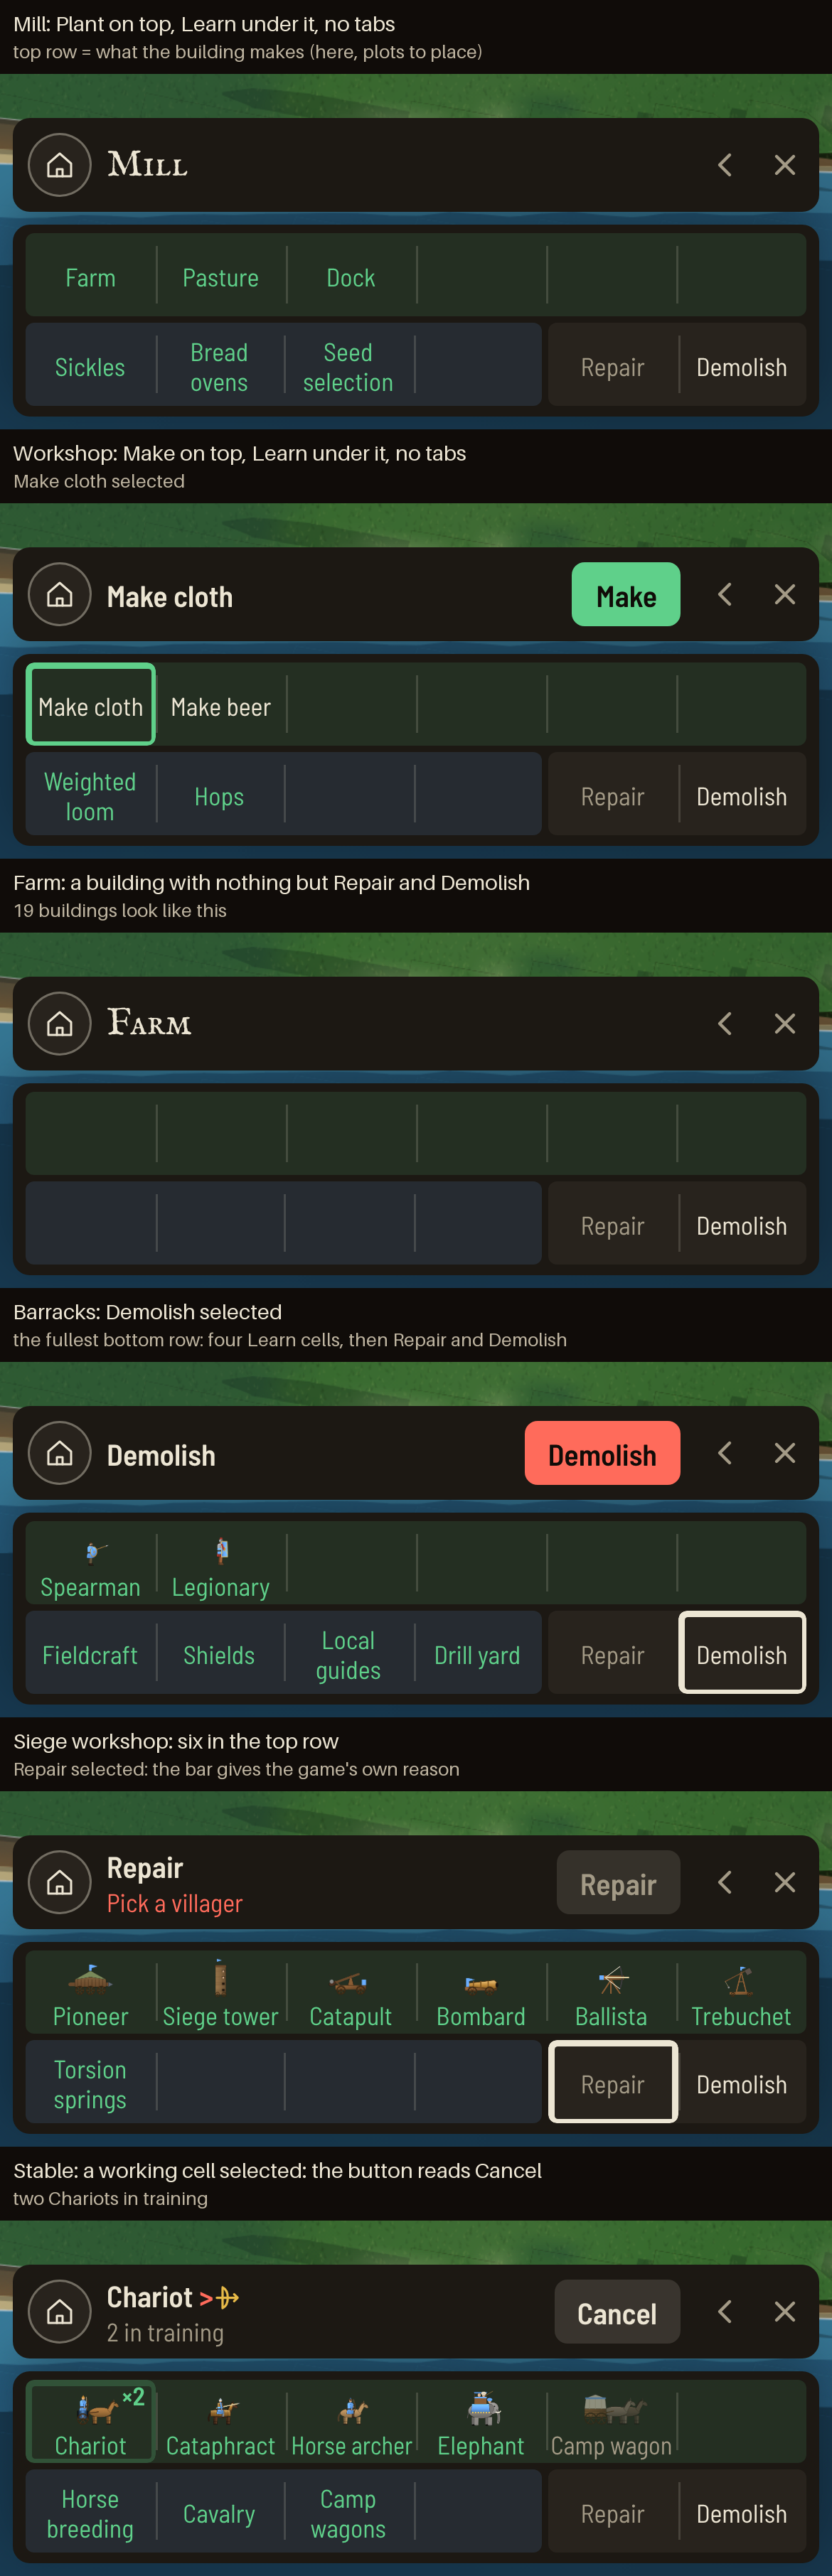 Mill: Plant on top, Learn under it, no tabs
top row = what the building makes (here, plots to place)
Mill
Farm Pasture Dock
Sickles Bread ovens Seed selection Repair Demolish
Workshop: Make on top, Learn under it, no tabs
Make cloth selected
Make cloth Make
Make cloth Make beer
Weighted loom Hops Repair Demolish
Farm: a building with nothing but Repair and Demolish
19 buildings look like this
Farm
Repair Demolish
Barracks: Demolish selected
the fullest bottom row: four Learn cells, then Repair and Demolish
Demolish Demolish
Spearman Legionary
Fieldcraft Shields Local guides Drill yard Repair Demolish
Siege workshop: six in the top row
Repair selected: the bar gives the game's own reason
Repair Repair
Pick a villager
Pioneer Siege tower Catapult Bombard Ballista Trebuchet
Torsion springs Repair Demolish
Stable: a working cell selected: the button reads Cancel
two Chariots in training
Chariot > Cancel
2 in training
×2
Chariot Cataphract Horse archer Elephant Camp wagon
Horse breeding Cavalry Camp wagons Repair Demolish